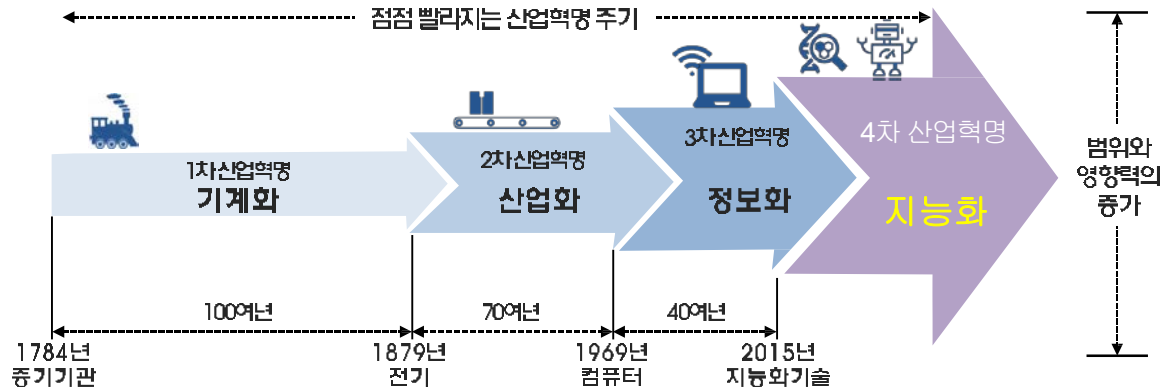 점점 빨라지는 산업혁명 주기
1차산업혁명
기계화
2차산업혁명
산업화
3차산업혁명
정보화
4차 산업혁명
지능화
범위와
영향력의
증가
100여년
70여년
40여년
1784년
증기기관
1879년
전기
1969년
컴퓨터
2015년
지능화기술